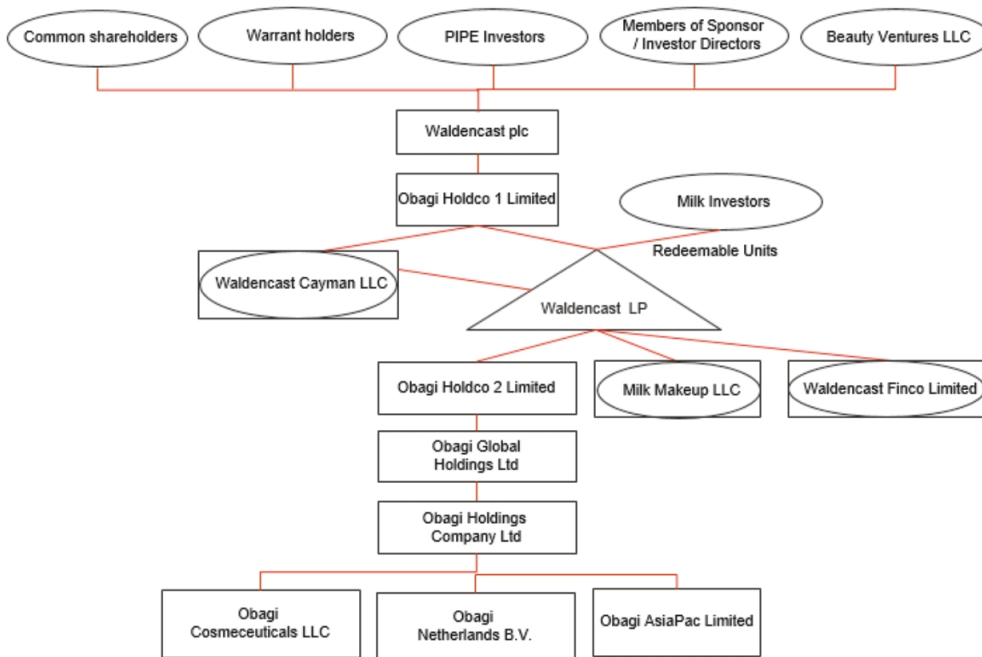 Common shareholders
Warrant holders
PIPE Investors
Members of Sponsor
/ Investor Directors
Beauty Ventures LLC
Waldencast plc
Obagi Holdco 1 Limited
Milk Investors
Redeemable Units
Waldencast Cayman LLC
Waldencast LP
Obagi Holdco 2 Limited
Milk Makeup LLC
Waldencast Finco Limited
Obagi Global
Holdings Ltd
Obagi Holdings
Company Ltd
Obagi
Cosmeceuticals LLC
Obagi
Netherlands B.V.
Obagi AsiaPac Limited